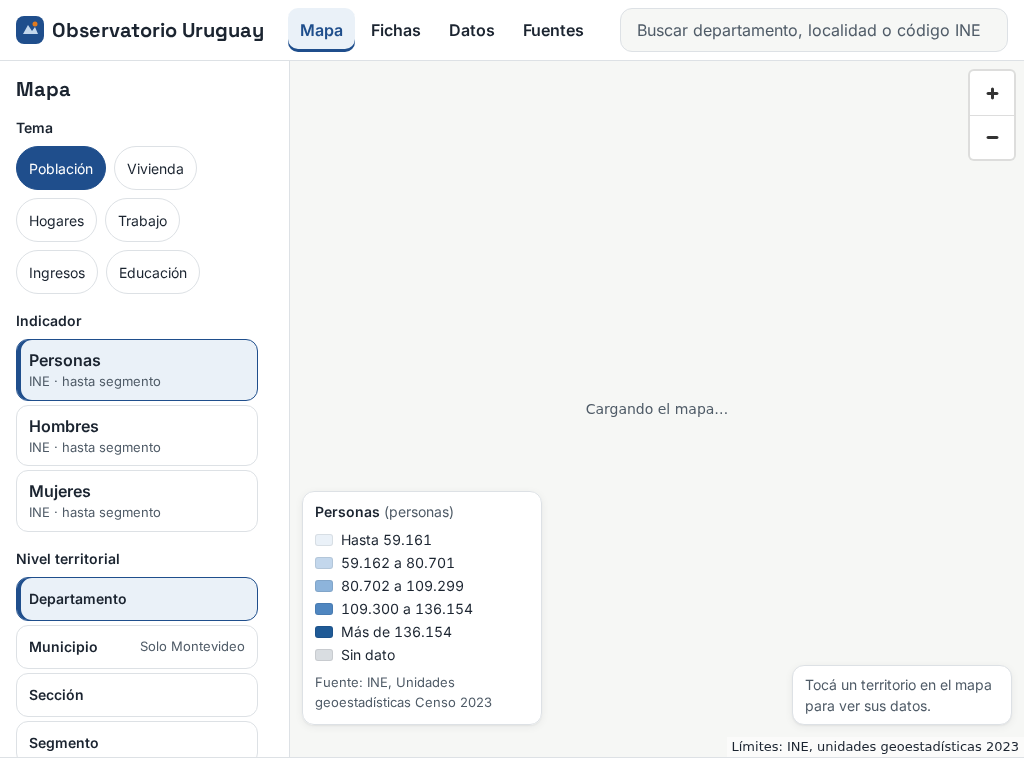 Observatorio Uruguay
Mapa
Fichas
Datos
Fuentes
Buscar departamento, localidad o código INE
Mapa
Tema
Población
Vivienda
Hogares
Trabajo
Ingresos
Educación
Indicador
Personas
INE · hasta segmento
Hombres
INE · hasta segmento
Mujeres
INE · hasta segmento
Nivel territorial
Departamento
Municipio
Solo Montevideo
Sección
Segmento
+
−
Cargando el mapa...
Personas (personas)
Hasta 59.161
59.162 a 80.701
80.702 a 109.299
109.300 a 136.154
Más de 136.154
Sin dato
Fuente: INE, Unidades
geoestadísticas Censo 2023
Tocá un territorio en el mapa
para ver sus datos.
Límites: INE, unidades geoestadísticas 2023